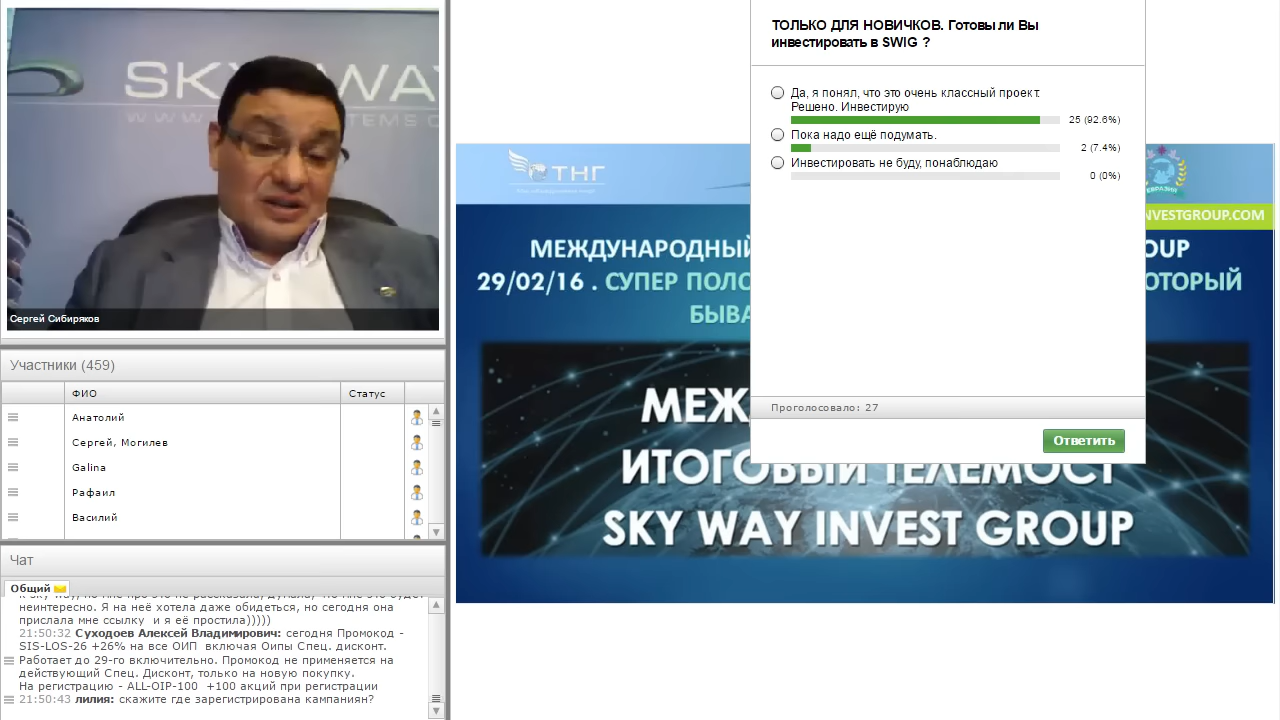 SKY WAY
Сергей Сибиряков
Участники (459)
ФИО
Статус
Анатолий
Сергей, Могилев
Galina
Рафаил
Василий
Чат
Общий
неинтересно. Я на неё хотела даже обидеться, но сегодня она
прислала мне ссылку и я её простила)))))
21:50:32 Суходоев Алексей Владимирович: сегодня Промокод -
SIS-LOS-26 +26% на все ОИП включая Оипы Спец. дисконт.
Работает до 29-го включительно. Промокод не применяется на
действующий Спец. Дисконт, только на новую покупку.
На регистрацию - ALL-OIP-100 +100 акций при регистрации
21:50:43 лилия: скажите где зарегистрирована кампаниян?
ТОЛЬКО ДЛЯ НОВИЧКОВ. Готовы ли Вы
инвестировать в SWIG ?
Да, я понял, что это очень классный проект.
Решено. Инвестирую
25 (92.6%)
Пока надо ещё подумать.
2 (7.4%)
Инвестировать не буду, понаблюдаю
0 (0%)
Проголосовало: 27
Ответить
ТНГ
ЕВРАЗИЯ
NVESTGROUP.COM
МЕЖДУНАРОДНЫЙ OUP
29/02/16 . СУПЕР ПОЛО ОТОРЫЙ
БЫВА
МЕЖ
ИТОГОВЫЙ ТЕЛЕМОСТ
SKY WAY INVEST GROUP